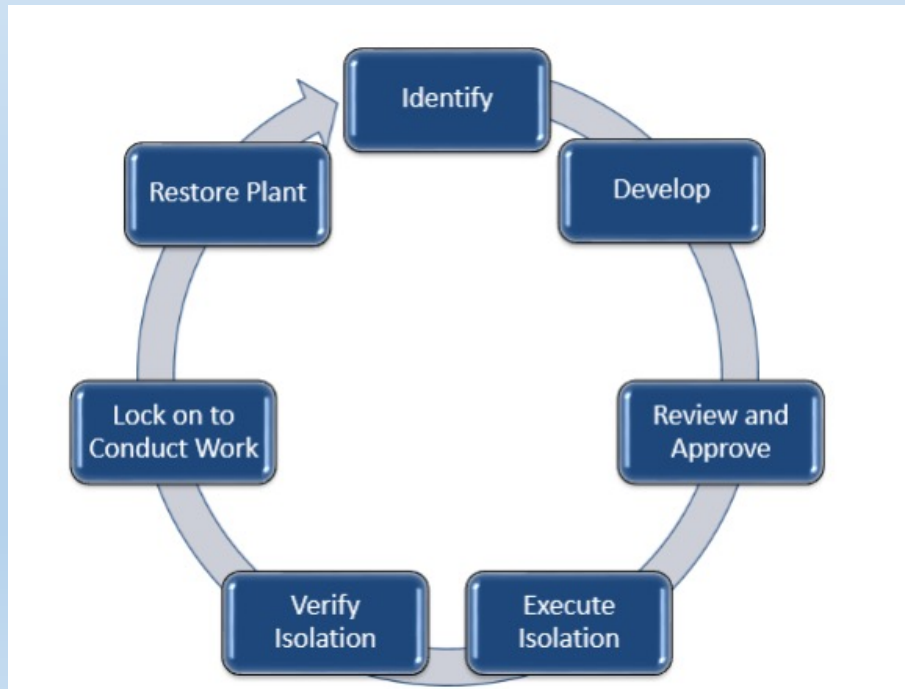 Identify
Develop
Review and
Approve
Execute
Isolation
Verify
Isolation
Lock on to
Conduct Work
Restore Plant